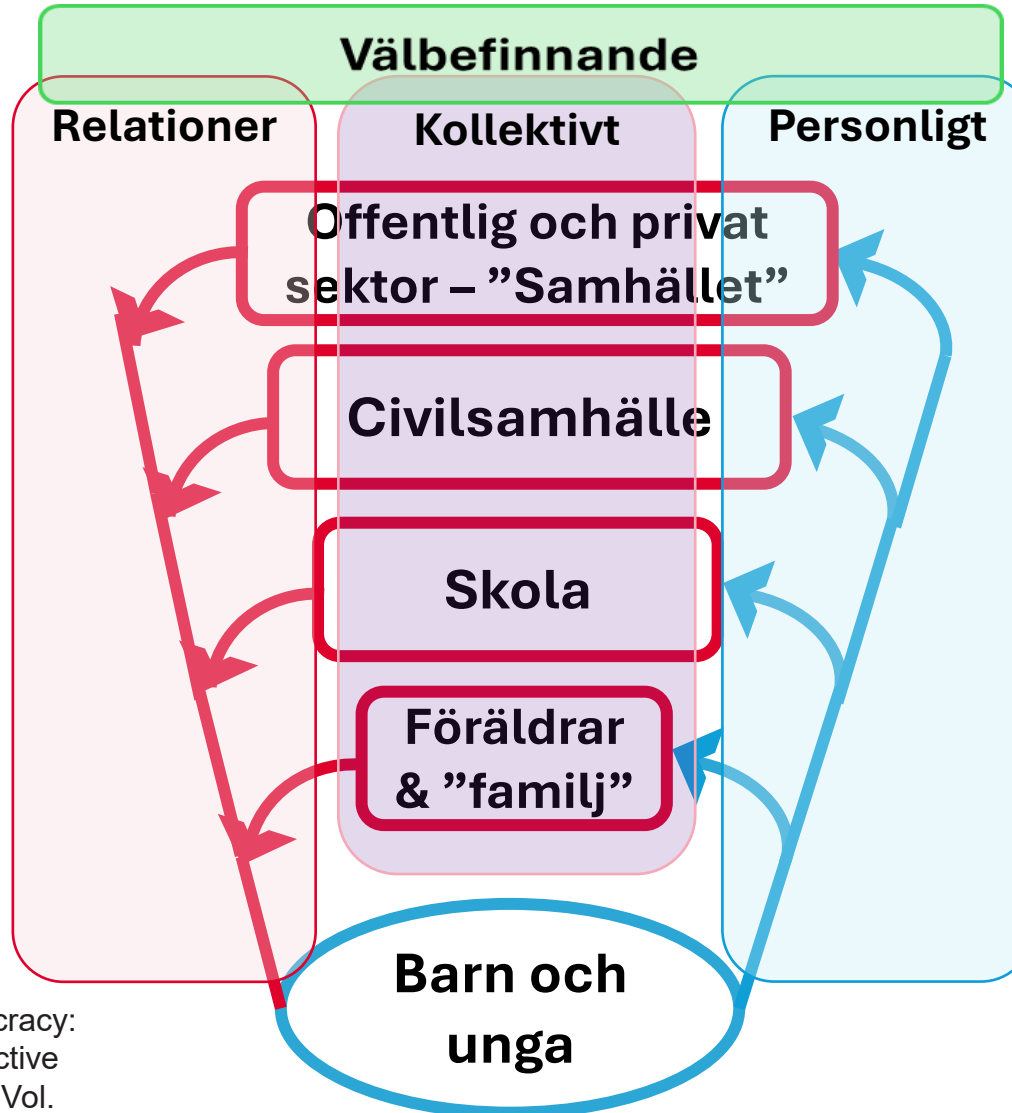 Välbefinnande
Relationer
Kollektivt
Personligt
Offentlig och privat
sektor – ”Samhället”
Civilsamhälle
Skola
Föräldrar
& ”familj”
Barn och
unga
cracy:
ctive
Vol.